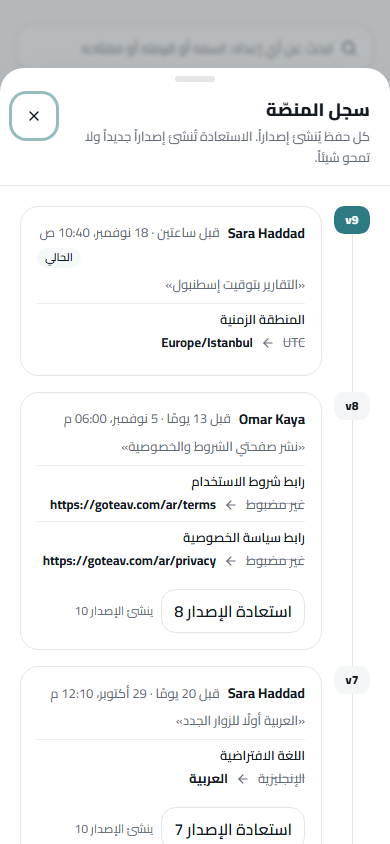 ابحث عن أي إعداد: اسمه أو قيمته أو مفتاحه
سجل المنصّة
كل حفظ يُنشئ إصداراً. الاستعادة تُنشئ إصداراً جديداً ولا
تمحو شيئاً.
v9
Sara Haddad قبل ساعتين · 18 نوفمبر، 10:40 ص
الحالي
«التقارير بتوقيت إسطنبول»
المنطقة الزمنية
UTC ← Europe/Istanbul
v8
Omar Kaya قبل 13 يومًا · 5 نوفمبر، 06:00 م
«نشر صفحتي الشروط والخصوصية»
رابط شروط الاستخدام
غير مضبوط ← https://goteav.com/ar/terms
رابط سياسة الخصوصية
غير مضبوط ← https://goteav.com/ar/privacy
استعادة الإصدار 8 ينشئ الإصدار 10
v7
Sara Haddad قبل 20 يومًا · 29 أكتوبر، 12:10 م
«العربية أولًا للزوار الجدد»
اللغة الافتراضية
الإنجليزية ← العربية
استعادة الإصدار 7 ينشئ الإصدار 10